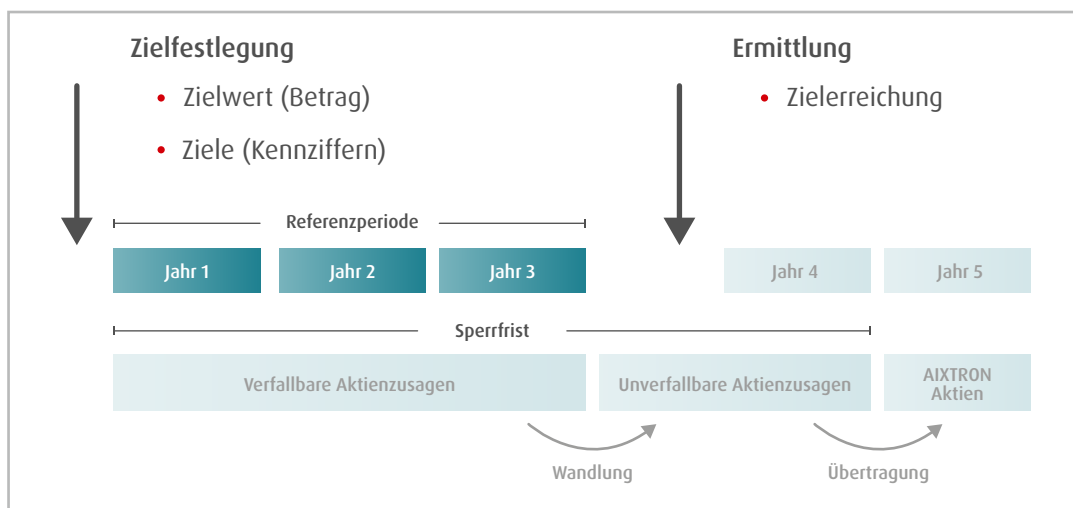 Zielfestlegung
• Zielwert (Betrag)
• Ziele (Kennziffern)
Ermittlung
• Zielerreichung
Referenzperiode
Jahr 1
Jahr 2
Jahr 3
Jahr 4
Jahr 5
Sperrfrist
Verfallbare Aktienzusagen
Unverfallbare Aktienzusagen
AIXTRON
Aktien
Wandlung
Übertragung